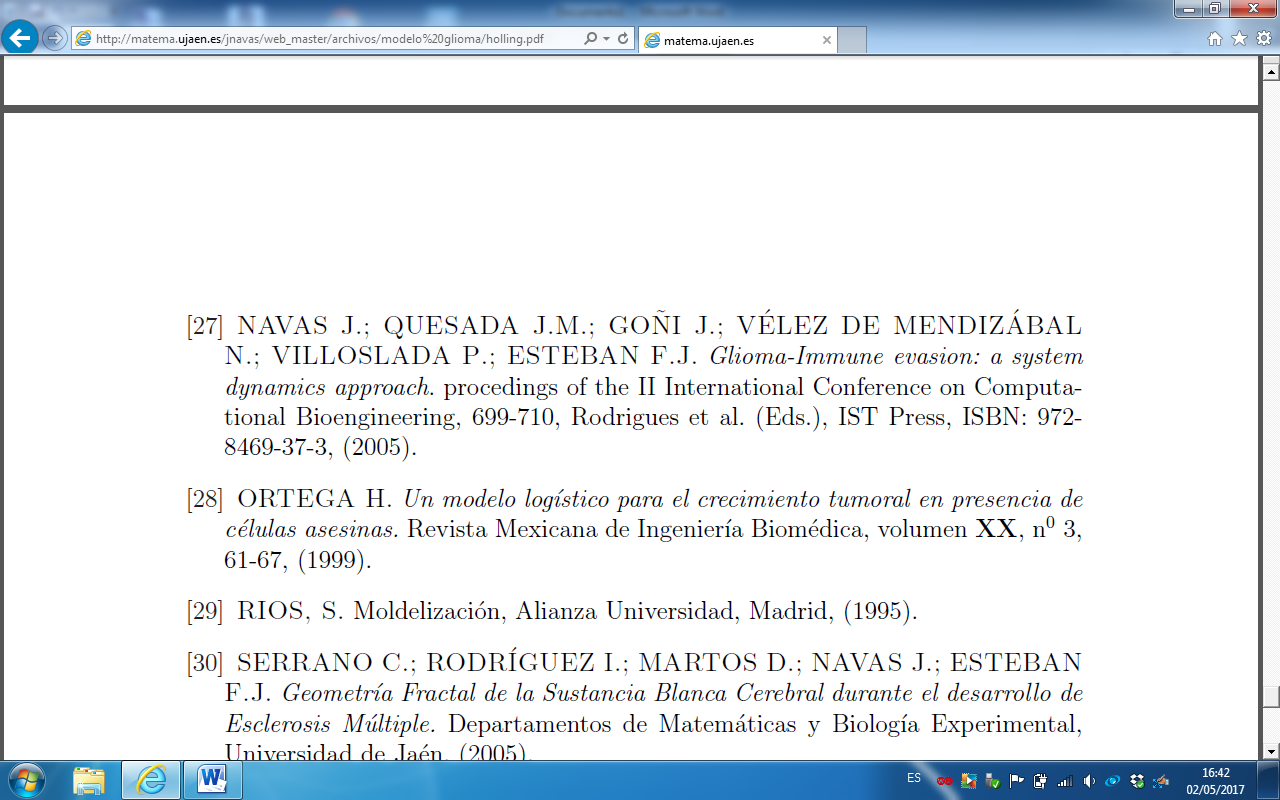 http://matema.ujaen.es/jnavas/web_master/archivos/modelo%20glioma/holling.pdf
matema.ujaen.es
[27] NAVAS J.; QUESADA J.M.; GOÑI J.; VÉLEZ DE MENDIZÁBAL
N.; VILLOSLADA P.; ESTEBAN F.J. Glioma-Immune evasion: a system
dynamics approach. procedings of the II International Conference on Computa-
tional Bioengineering, 699-710, Rodrigues et al. (Eds.), IST Press, ISBN: 972-
8469-37-3, (2005).
[28] ORTEGA H. Un modelo logístico para el crecimiento tumoral en presencia de
células asesinas. Revista Mexicana de Ingeniería Biomédica, volumen XX, n⁰ 3,
61-67, (1999).
[29] RIOS, S. Moldelización, Alianza Universidad, Madrid, (1995).
[30] SERRANO C.; RODRÍGUEZ I.; MARTOS D.; NAVAS J.; ESTEBAN
F.J. Geometría Fractal de la Sustancia Blanca Cerebral durante el desarrollo de
Esclerosis Múltiple. Departamentos de Matemáticas y Biología Experimental,
Universidad de Jaén, (2005).
ES
16:42
02/05/2017